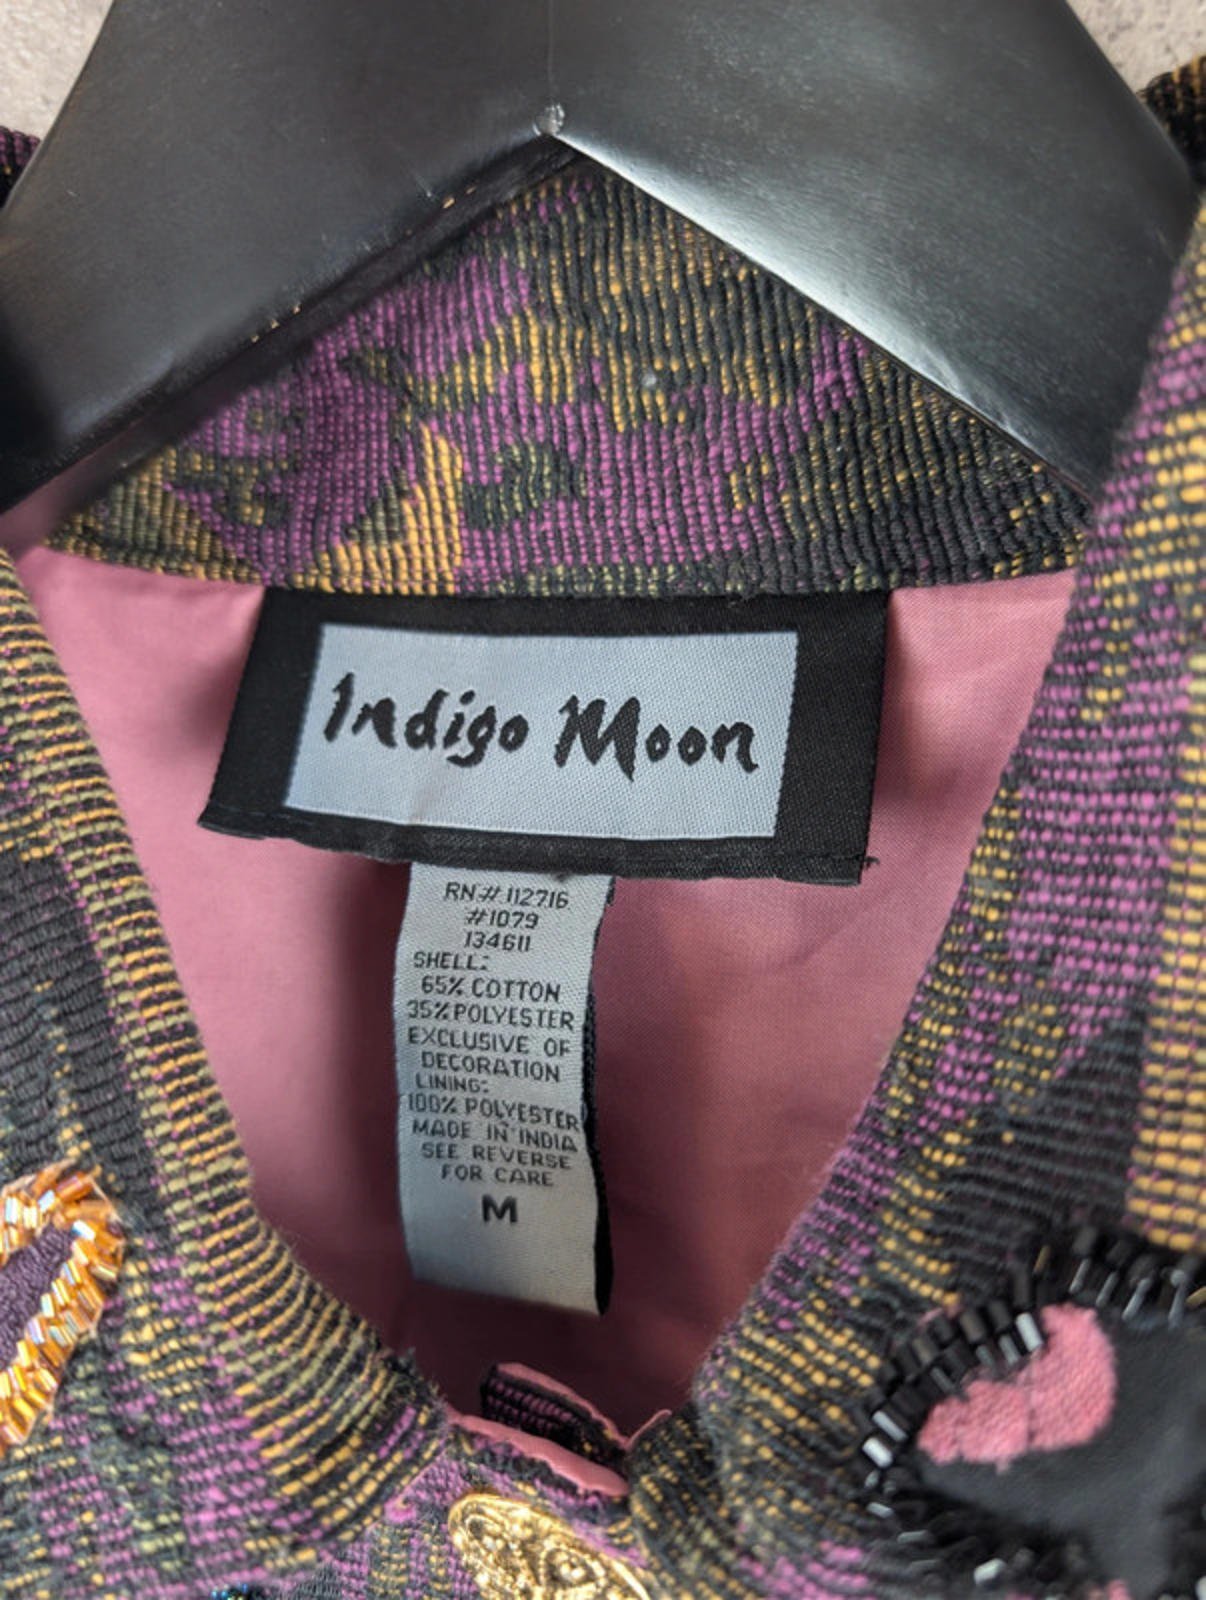 Indigo Moon
RN# 112716
#1079
134611
SHELL:
65% COTTON
35% POLYESTER
EXCLUSIVE OF
DECORATION
LINING:
100% POLYESTER
MADE IN INDIA
SEE REVERSE
FOR CARE
M